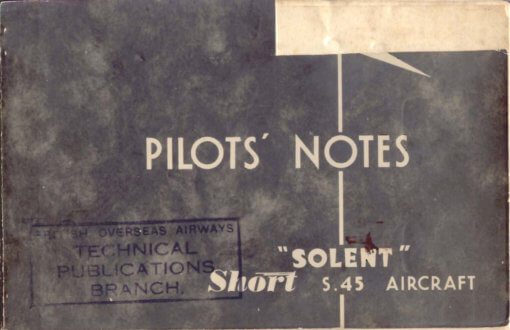 PILOTS' NOTES
OVERSEAS AIRWAYS
TECHNICAL
PUBLICATIONS
BRANCH.
"SOLENT"
Short S.45 AIRCRAFT